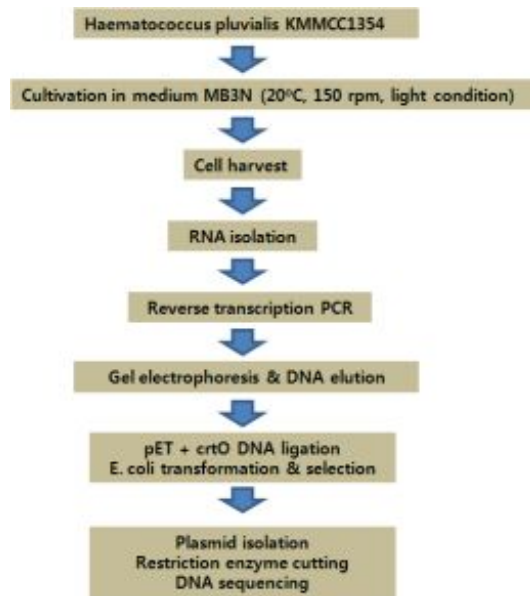 Haematococcus pluvialis KMMCC1354
Cultivation in medium MB3N (20℃, 150 rpm, light condition)
Cell harvest
RNA isolation
Reverse transcription PCR
Gel electrophoresis & DNA elution
pET + crtO DNA ligation
E. coli transformation & selection
Plasmid isolation
Restriction enzyme cutting
DNA sequencing